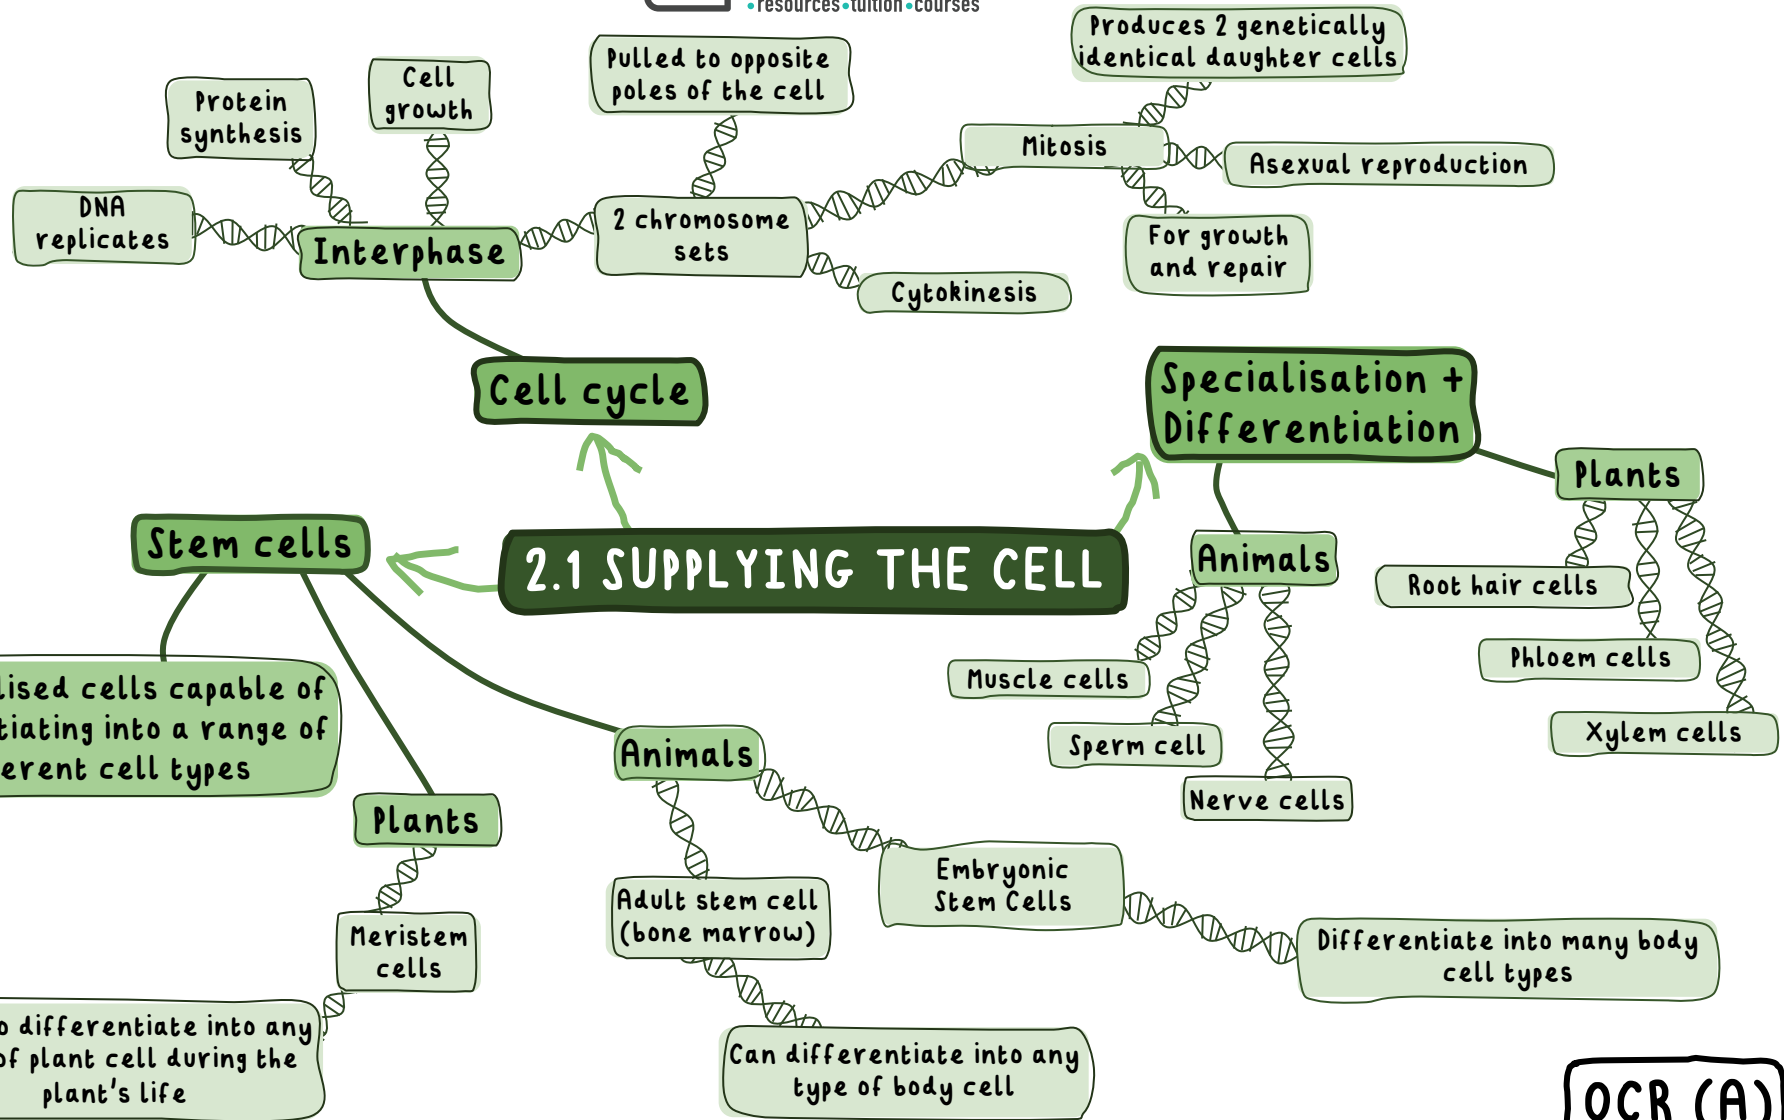 •resources•tuition•courses
Produces 2 genetically
identical daughter cells
Pulled to opposite
poles of the cell
Cell
growth
Protein
synthesis
Mitosis
Asexual reproduction
DNA
replicates
Interphase
2 chromosome
sets
For growth
and repair
Cytokinesis
Cell cycle
Specialisation +
Differentiation
Plants
Stem cells
2.1 SUPPLYING THE CELL
Animals
Root hair cells
Phloem cells
Muscle cells
Xylem cells
Sperm cell
Nerve cells
lised cells capable of
tiating into a range of
erent cell types
Animals
Plants
Embryonic
Stem Cells
Adult stem cell
(bone marrow)
Meristem
cells
Differentiate into many body
cell types
o differentiate into any
of plant cell during the
plant's life
Can differentiate into any
type of body cell
OCR (A)